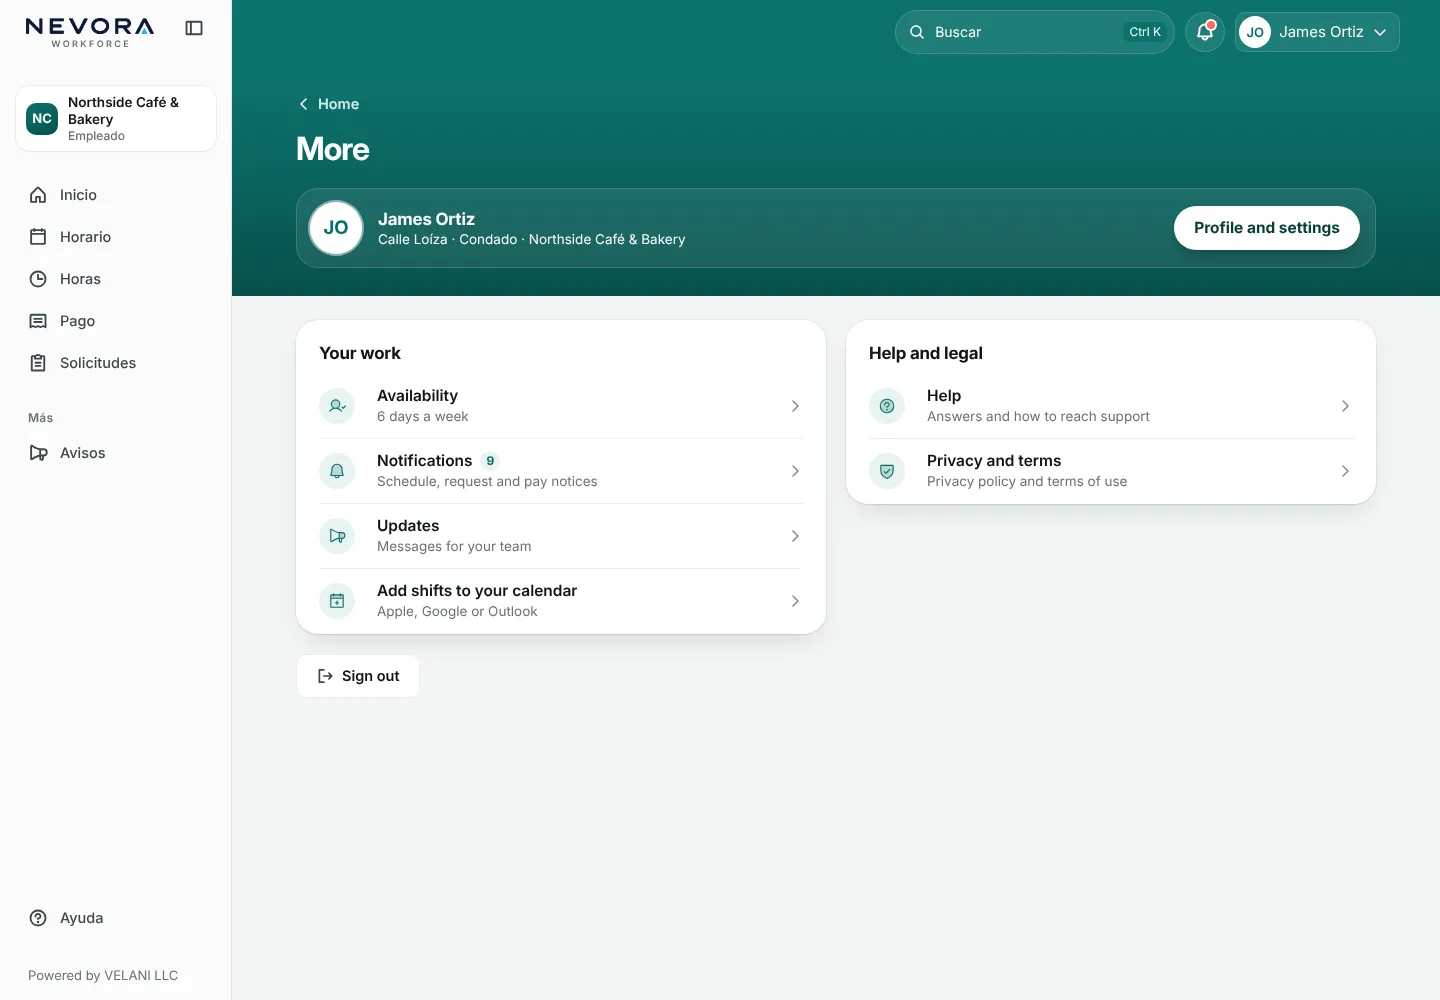 NEVORA
WORKFORCE
Buscar
Ctrl K
JO
James Ortiz
NC
Northside Café &
Bakery
Empleado
Inicio
Horario
Horas
Pago
Solicitudes
Más
Avisos
Ayuda
Powered by VELANI LLC
Home
More
JO
James Ortiz
Calle Loíza · Condado · Northside Café & Bakery
Profile and settings
Your work
Availability
6 days a week
Notifications 9
Schedule, request and pay notices
Updates
Messages for your team
Add shifts to your calendar
Apple, Google or Outlook
Help and legal
Help
Answers and how to reach support
Privacy and terms
Privacy policy and terms of use
Sign out